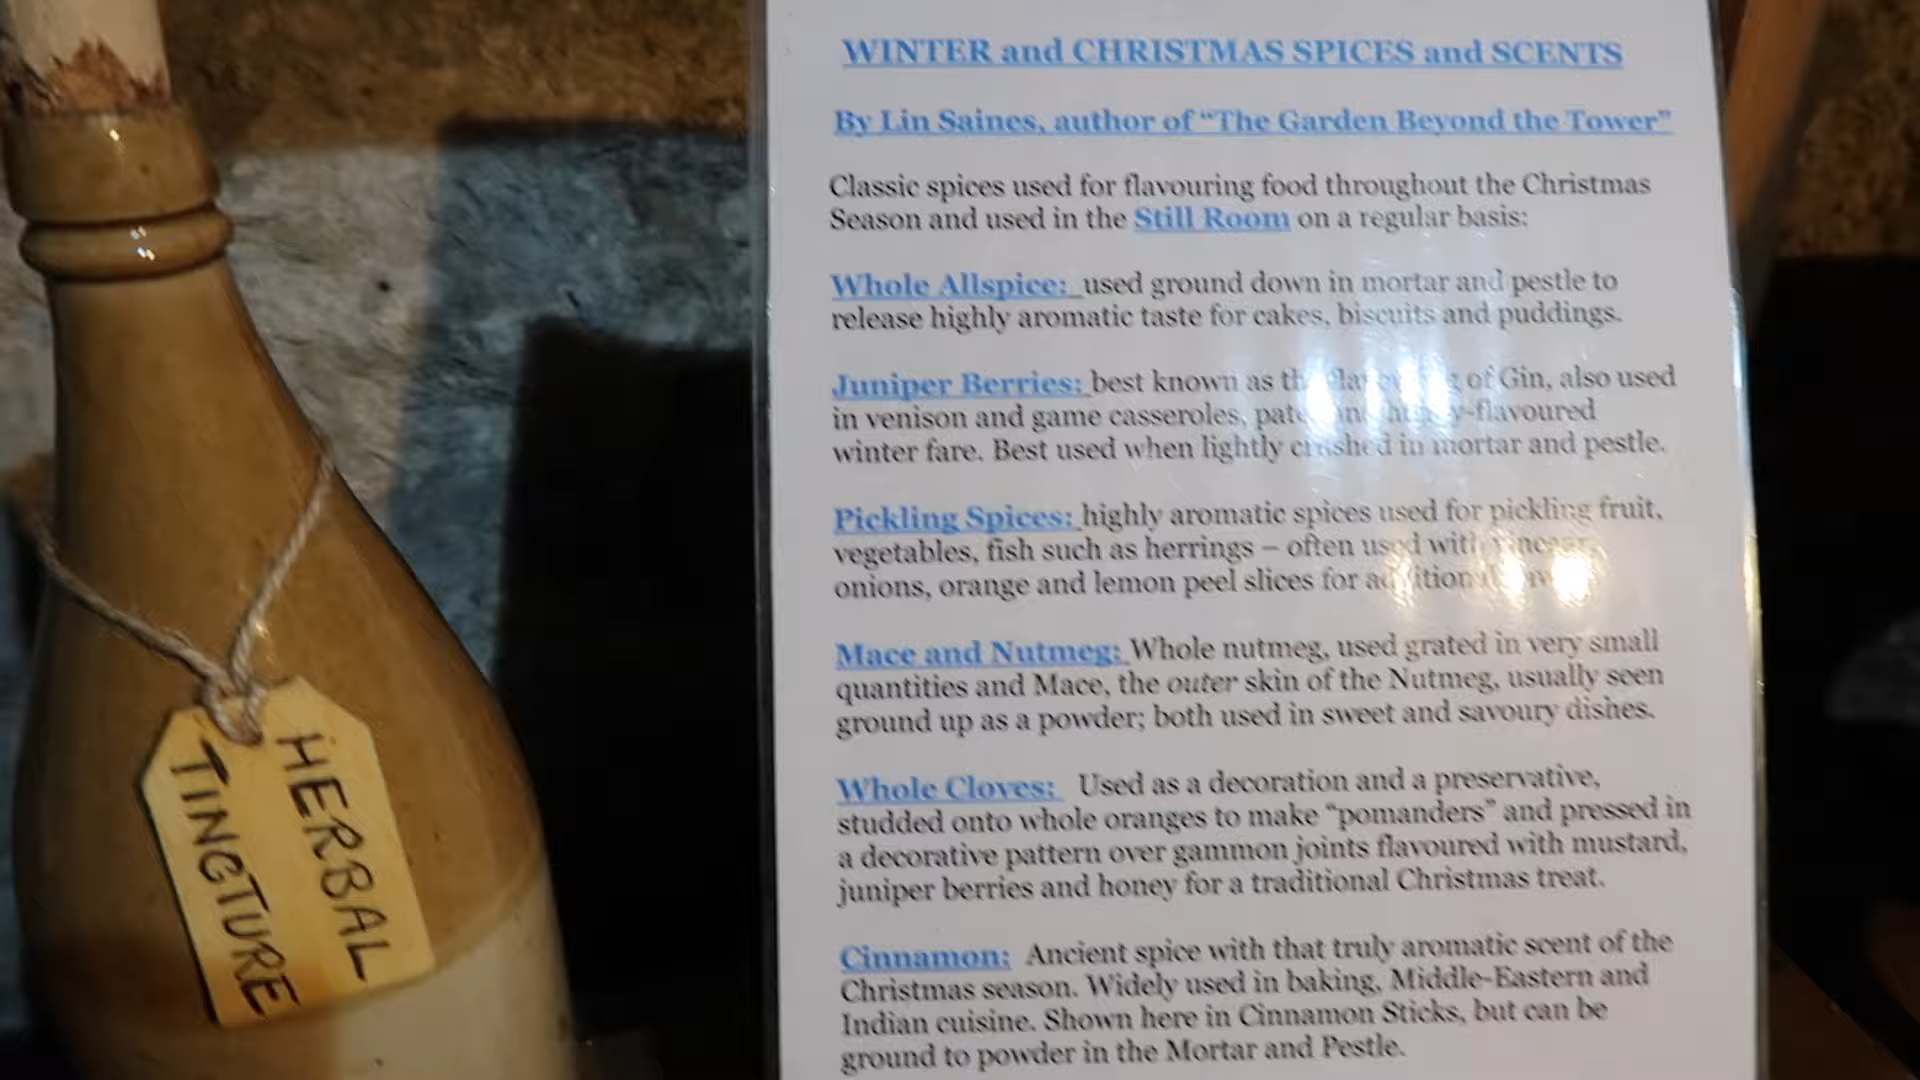 HERBAL
TINCTURE
WINTER and CHRISTMAS SPICES and SCENTS
By Lin Saines, author of “The Garden Beyond the Tower”
Classic spices used for flavouring food throughout the Christmas
Season and used in the Still Room on a regular basis:
Whole Allspice: used ground down in mortar and pestle to
release highly aromatic taste for cakes, biscuits and puddings.
Juniper Berries: best known as the flavouring of Gin, also used
in venison and game casseroles, pate -flavoured
winter fare. Best used when lightly crushed in mortar and pestle.
Pickling Spices: highly aromatic spices used for pickling fruit,
vegetables, fish such as herrings – often used with vinegar,
onions, orange and lemon peel slices for additional
Mace and Nutmeg: Whole nutmeg, used grated in very small
quantities and Mace, the outer skin of the Nutmeg, usually seen
ground up as a powder; both used in sweet and savoury dishes.
Whole Cloves: Used as a decoration and a preservative,
studded onto whole oranges to make “pomanders” and pressed in
a decorative pattern over gammon joints flavoured with mustard,
juniper berries and honey for a traditional Christmas treat.
Cinnamon: Ancient spice with that truly aromatic scent of the
Christmas season. Widely used in baking, Middle-Eastern and
Indian cuisine. Shown here in Cinnamon Sticks, but can be
ground to powder in the Mortar and Pestle.